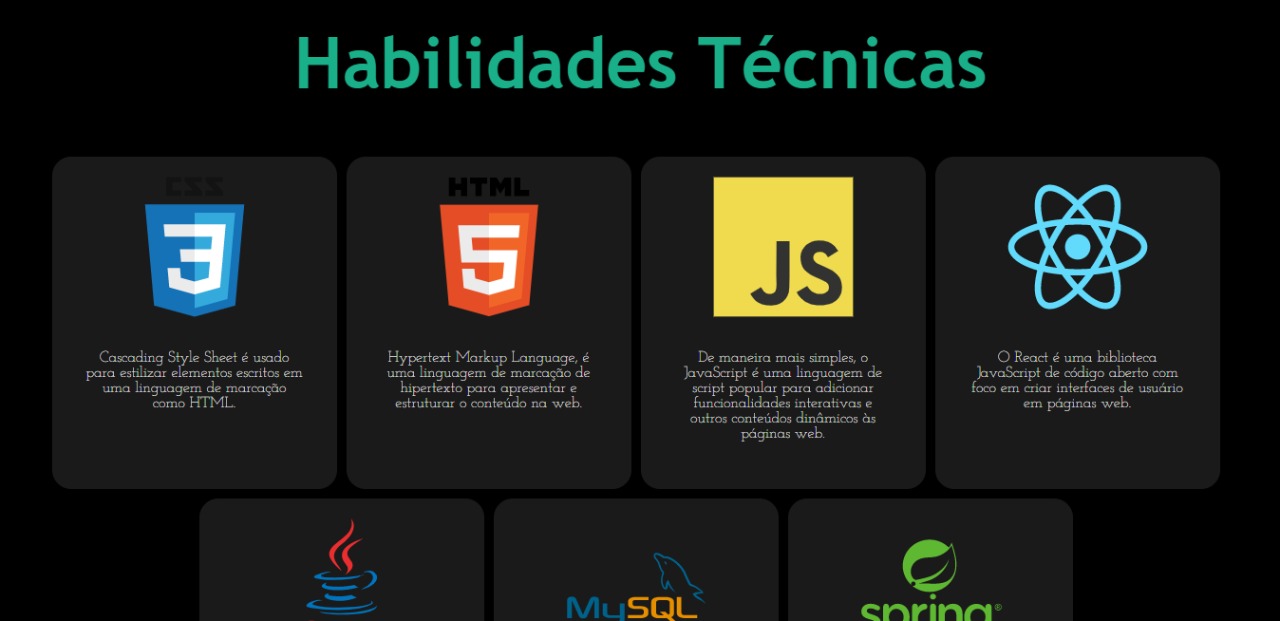 Habilidades Técnicas
CSS
3
HTML
5
JS
Cascading Style Sheet é usado
para estilizar elementos escritos em
uma linguagem de marcação
como HTML.
Hypertext Markup Language, é
uma linguagem de marcação de
hipertexto para apresentar e
estruturar o conteúdo na web.
De maneira mais simples, o
JavaScript é uma linguagem de
script popular para adicionar
funcionalidades interativas e
outros conteúdos dinâmicos às
páginas web.
O React é uma biblioteca
JavaScript de código aberto com
foco em criar interfaces de usuário
em páginas web.
MySQL
spring®